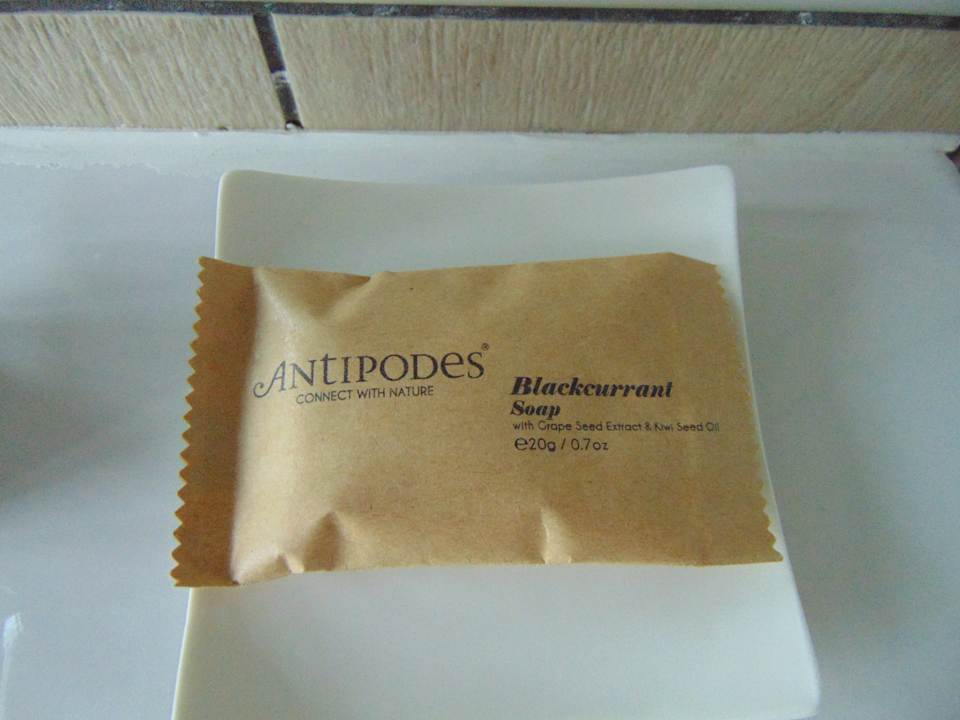 ANTIPODES®
CONNECT WITH NATURE
Blackcurrant
Soap
with Grape Seed Extract & Kiwi Seed Oil
℮20g / 0.7oz